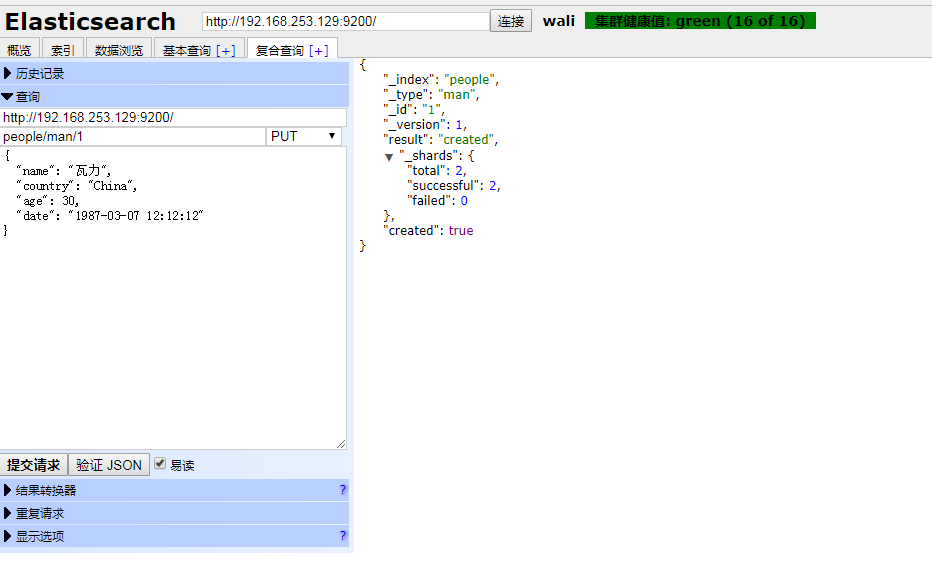 Elasticsearch http://192.168.253.129:9200/ 连接 wali 集群健康值: green (16 of 16)
概览 索引 数据浏览 基本查询 [+] 复合查询 [+]
历史记录
查询
http://192.168.253.129:9200/
people/man/1 PUT
{
"name": "瓦力",
"country": "China",
"age": 30,
"date": "1987-03-07 12:12:12"
}
提交请求 验证 JSON 易读
结果转换器 ?
重复请求
显示选项 ?
{
"_index": "people",
"_type": "man",
"_id": "1",
"_version": 1,
"result": "created",
"_shards": {
"total": 2,
"successful": 2,
"failed": 0
},
"created": true
}